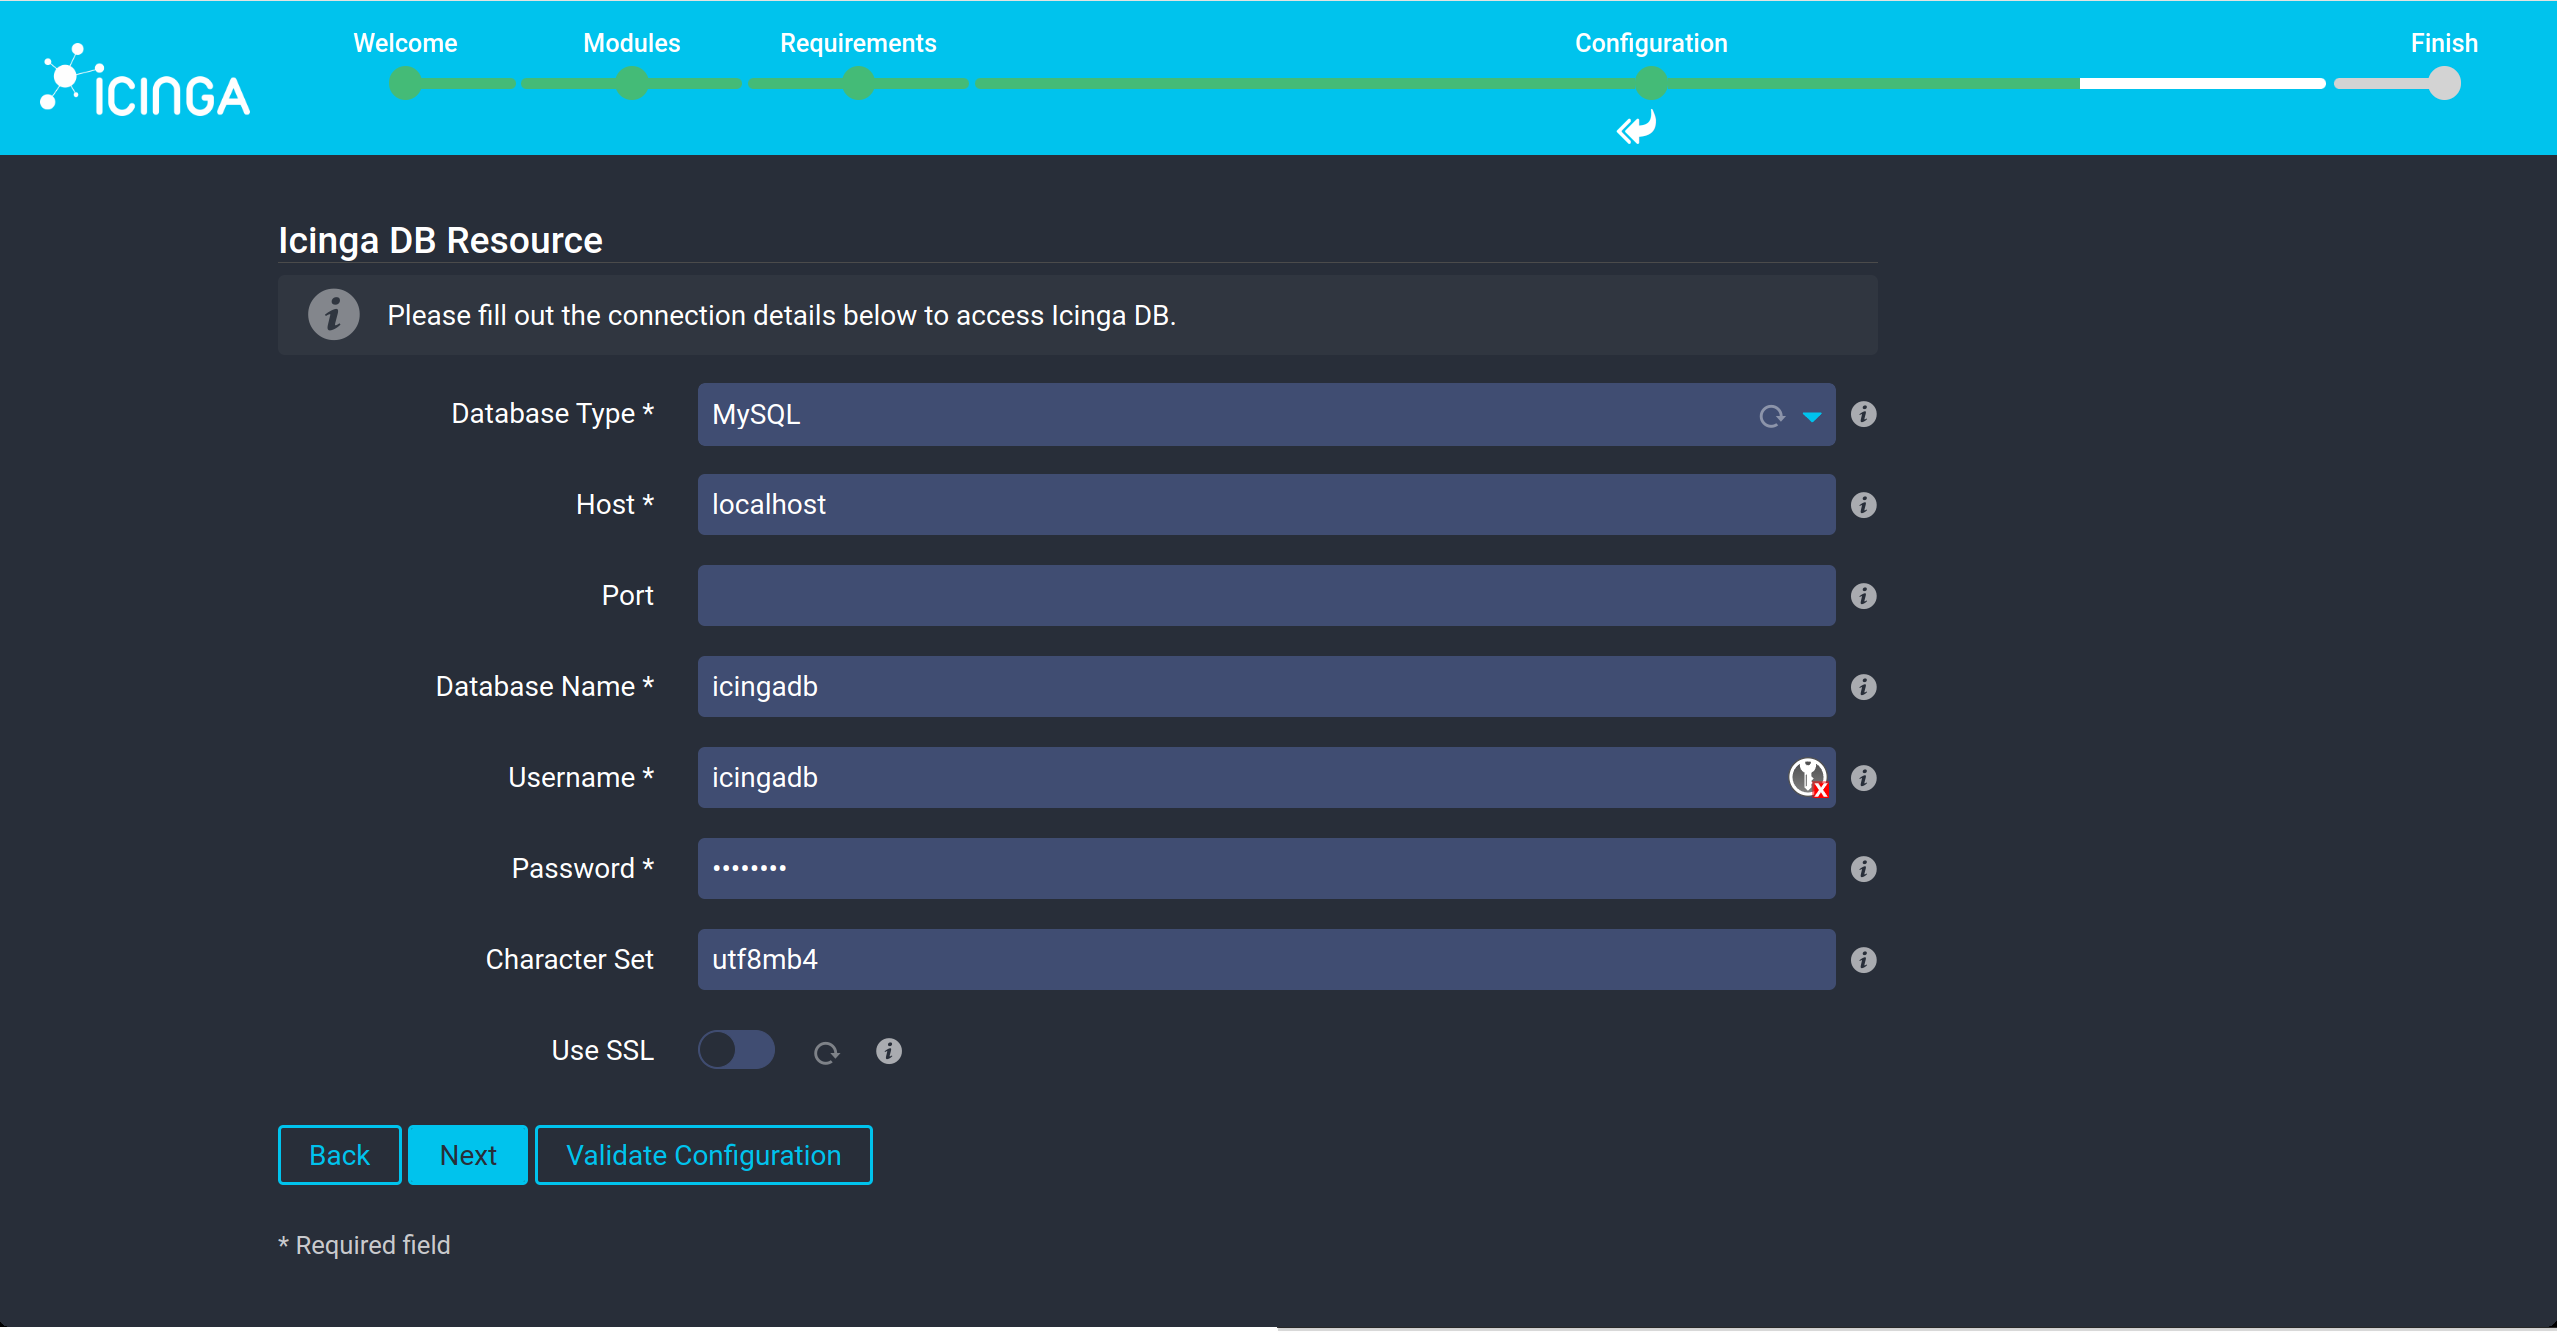 Welcome Modules Requirements Configuration Finish
ICINGA
Icinga DB Resource
Please fill out the connection details below to access Icinga DB.
Database Type * MySQL
Host * localhost
Port
Database Name * icingadb
Username * icingadb
Password * ••••••••
Character Set utf8mb4
Use SSL
Back Next Validate Configuration
* Required field